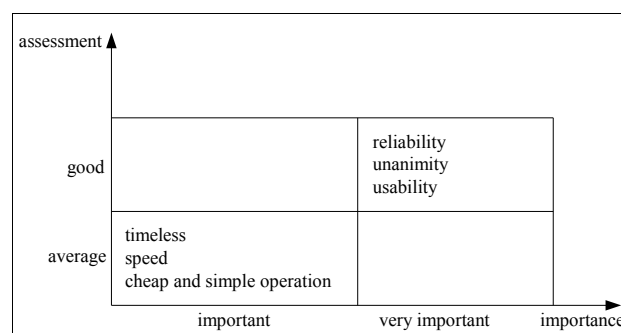 assessment
good
reliability
unanimity
usability
average
timeless
speed
cheap and simple operation
important
very important
importance